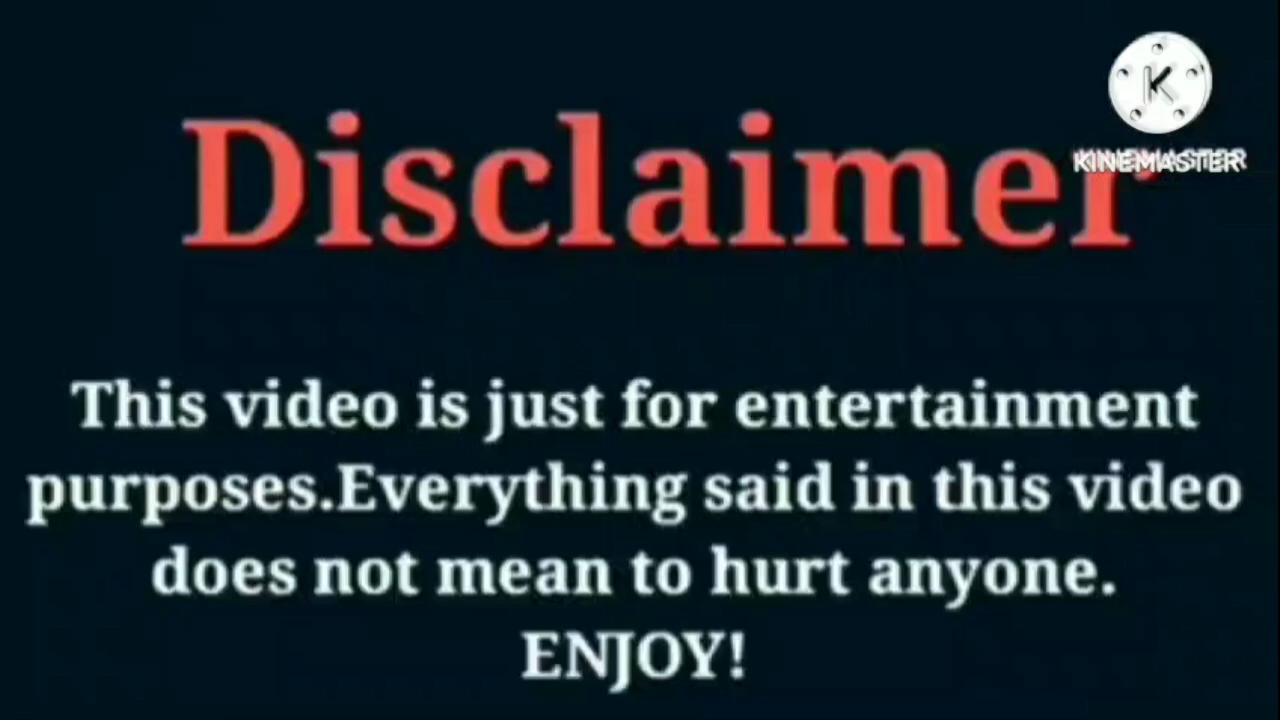 K
KINEMASTER
Disclaimer
This video is just for entertainment
purposes.Everything said in this video
does not mean to hurt anyone.
ENJOY!